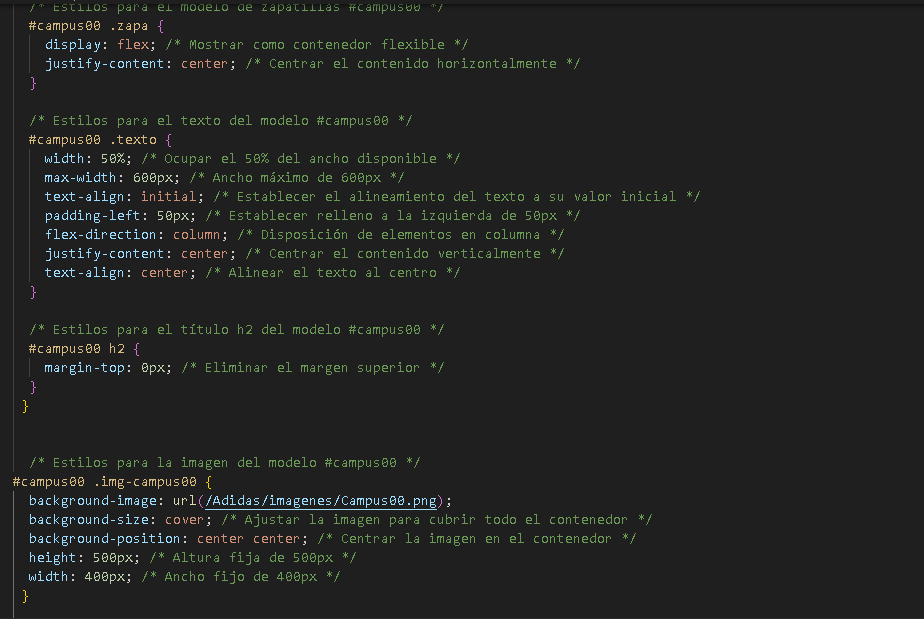 /* Estilos para el modelo de zapatillas #campus00 */
#campus00 .zapa {
display: flex; /* Mostrar como contenedor flexible */
justify-content: center; /* Centrar el contenido horizontalmente */
}
/* Estilos para el texto del modelo #campus00 */
#campus00 .texto {
width: 50%; /* Ocupar el 50% del ancho disponible */
max-width: 600px; /* Ancho máximo de 600px */
text-align: initial; /* Establecer el alineamiento del texto a su valor inicial */
padding-left: 50px; /* Establecer relleno a la izquierda de 50px */
flex-direction: column; /* Disposición de elementos en columna */
justify-content: center; /* Centrar el contenido verticalmente */
text-align: center; /* Alinear el texto al centro */
}
/* Estilos para el título h2 del modelo #campus00 */
#campus00 h2 {
margin-top: 0px; /* Eliminar el margen superior */
}
}
/* Estilos para la imagen del modelo #campus00 */
#campus00 .img-campus00 {
background-image: url(/Adidas/imagenes/Campus00.png);
background-size: cover; /* Ajustar la imagen para cubrir todo el contenedor */
background-position: center center; /* Centrar la imagen en el contenedor */
height: 500px; /* Altura fija de 500px */
width: 400px; /* Ancho fijo de 400px */
}